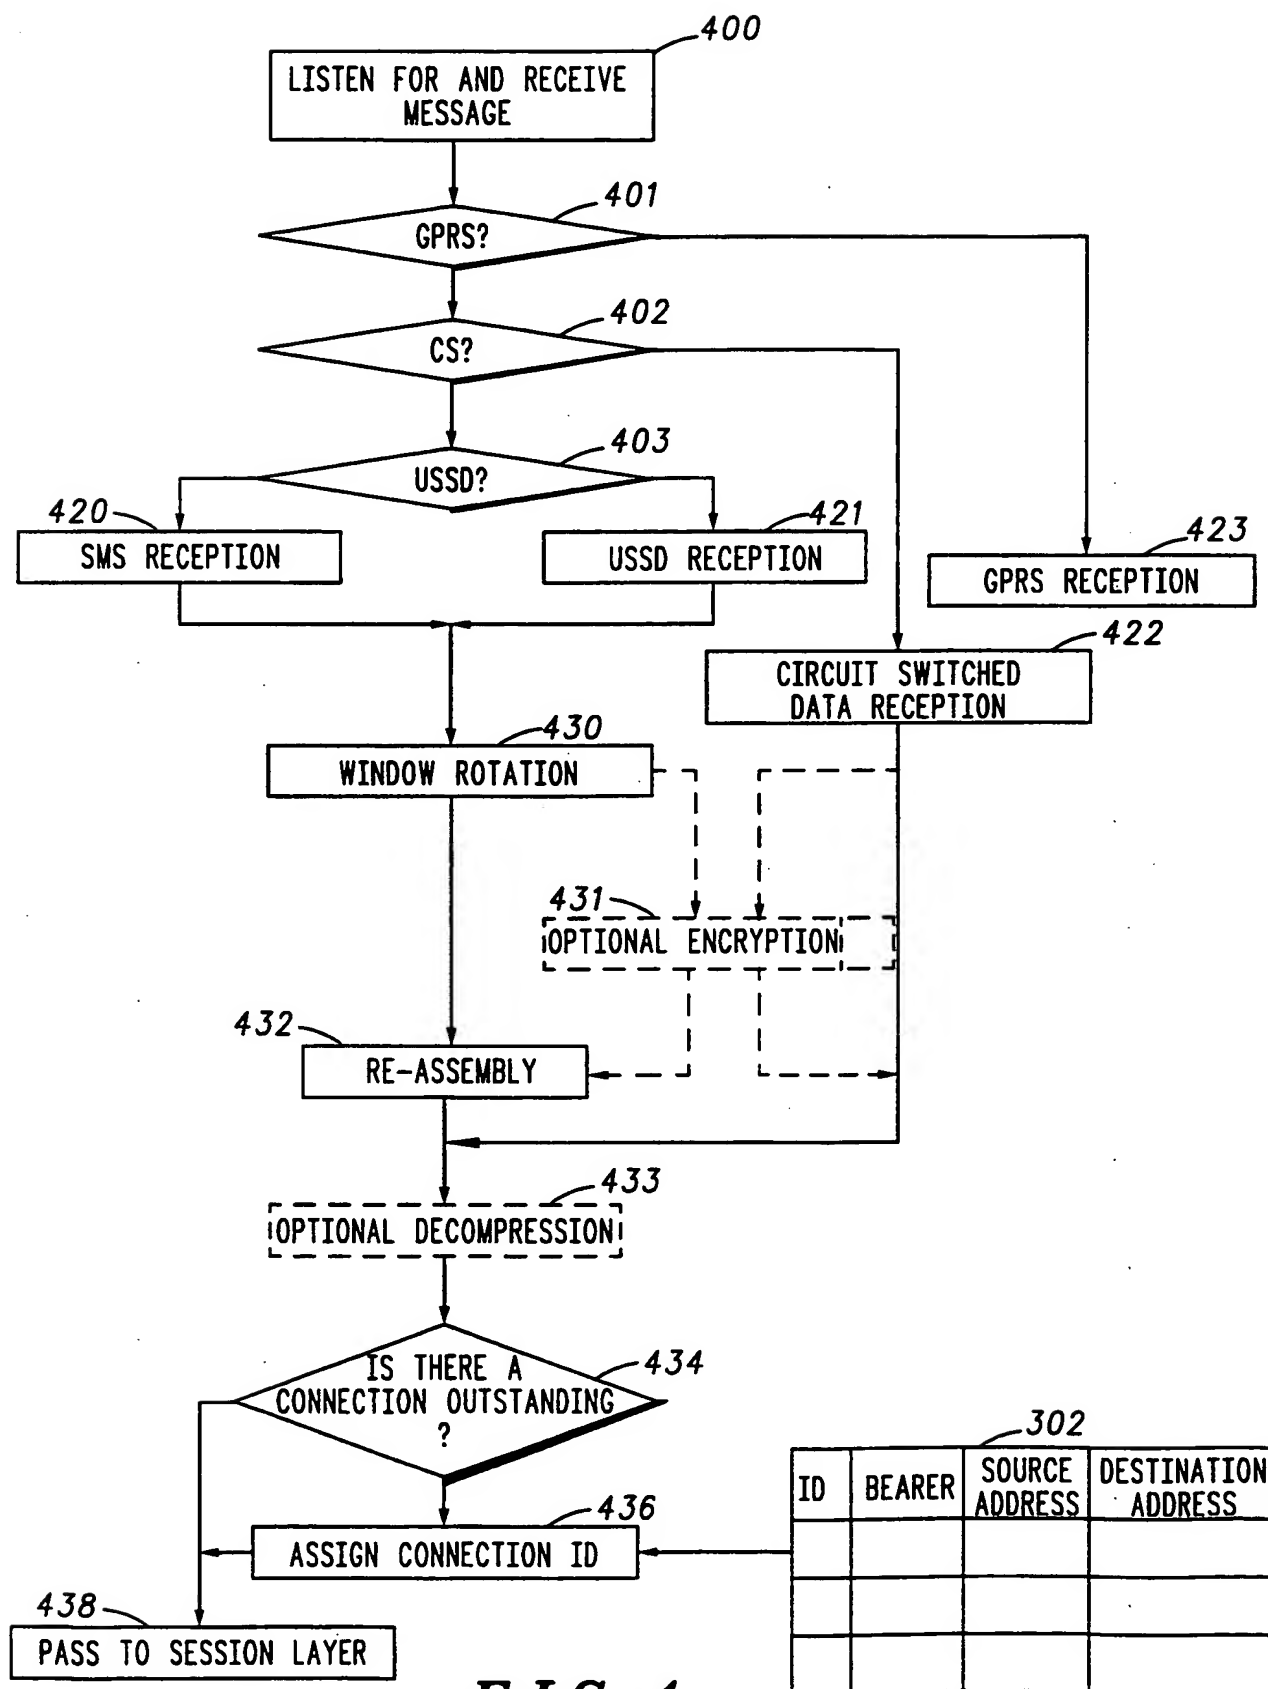 400
LISTEN FOR AND RECEIVE
MESSAGE
401
GPRS?
402
CS?
403
USSD?
420
SMS RECEPTION
421
USSD RECEPTION
423
GPRS RECEPTION
422
CIRCUIT SWITCHED
DATA RECEPTION
430
WINDOW ROTATION
431
OPTIONAL ENCRYPTION
432
RE-ASSEMBLY
433
OPTIONAL DECOMPRESSION
434
IS THERE A
CONNECTION OUTSTANDING
?
302
ID
BEARER
SOURCE
ADDRESS
DESTINATION
ADDRESS
436
ASSIGN CONNECTION ID
438
PASS TO SESSION LAYER